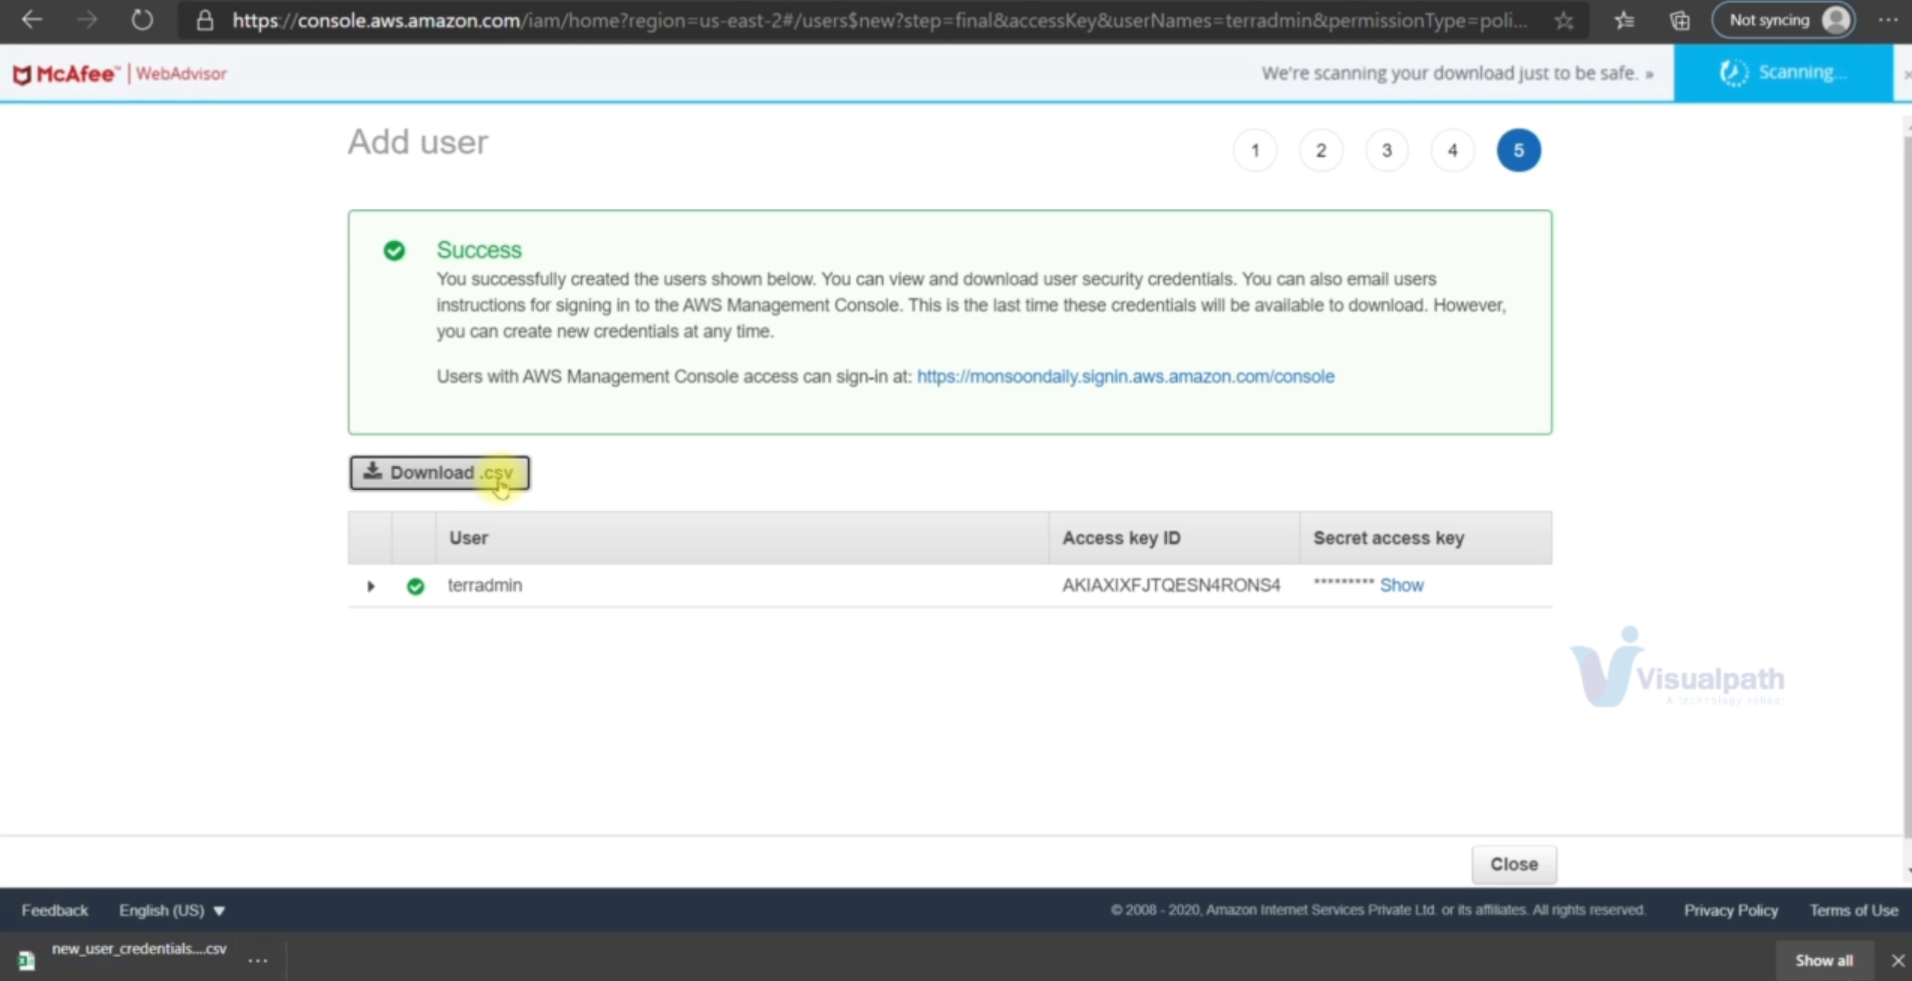 https://console.aws.amazon.com/iam/home?region=us-east-2#/users$new?step=final&accessKey&userNames=terradmin&permissionType=poli...
Not syncing
McAfee™ | WebAdvisor
We're scanning your download just to be safe. »
Scanning...
Add user
1 2 3 4 5
Success
You successfully created the users shown below. You can view and download user security credentials. You can also email users
instructions for signing in to the AWS Management Console. This is the last time these credentials will be available to download. However,
you can create new credentials at any time.
Users with AWS Management Console access can sign-in at: https://monsoondaily.signin.aws.amazon.com/console
Download .csv
User Access key ID Secret access key
terradmin AKIAXIXFJTQESN4RONS4 ********* Show
Visualpath
A technology school
Close
Feedback English (US) © 2008 - 2020, Amazon Internet Services Private Ltd. or its affiliates. All rights reserved. Privacy Policy Terms of Use
new_user_credentials....csv
Show all